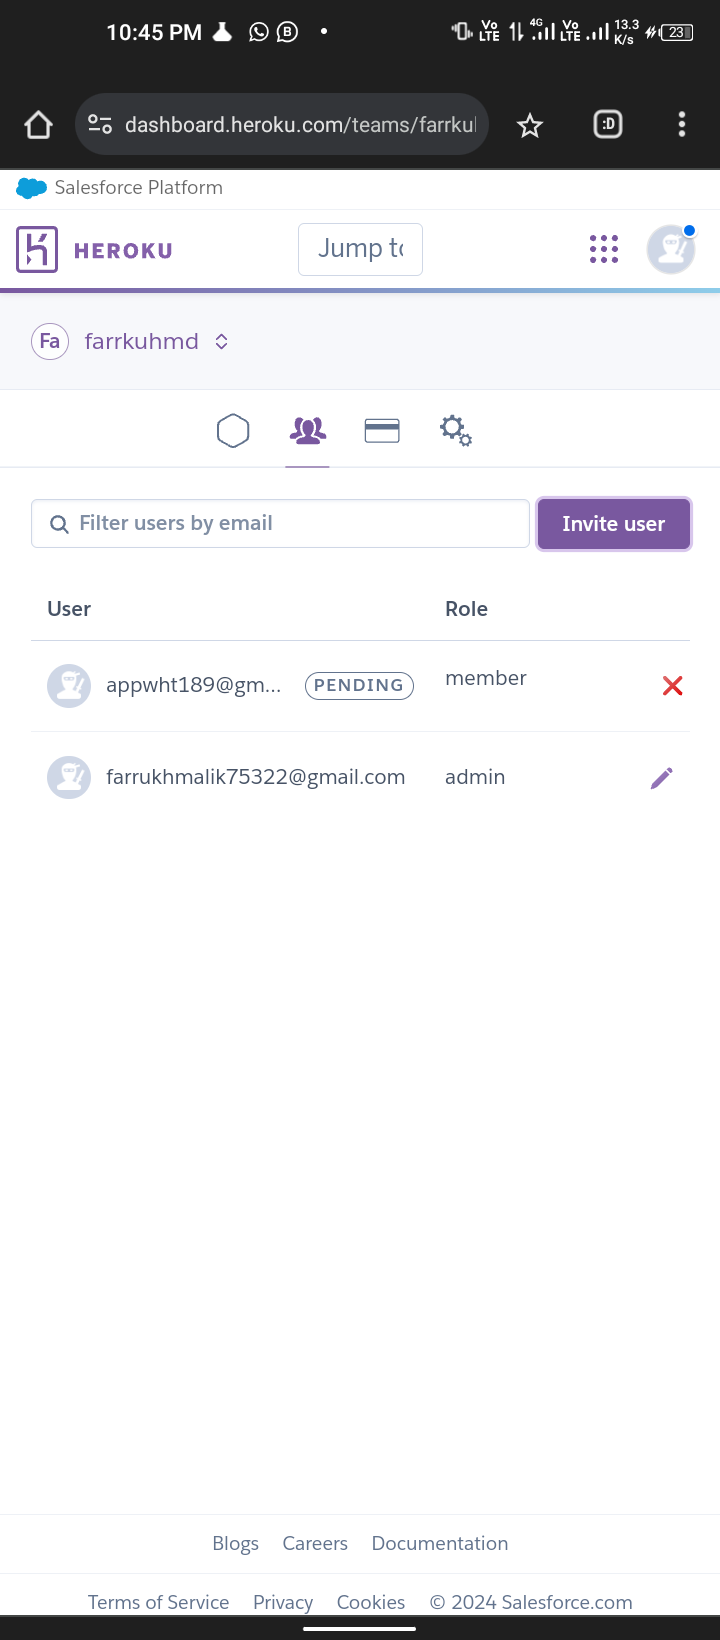 10:45 PM B Vo LTE 4G Vo LTE 13.3 K/s 23
dashboard.heroku.com/teams/farrku :D
Salesforce Platform
HEROKU Jump to
Fa farrkuhmd
Filter users by email Invite user
User Role
appwht189@gm... PENDING member
farrukhmalik75322@gmail.com admin
Blogs Careers Documentation
Terms of Service Privacy Cookies © 2024 Salesforce.com